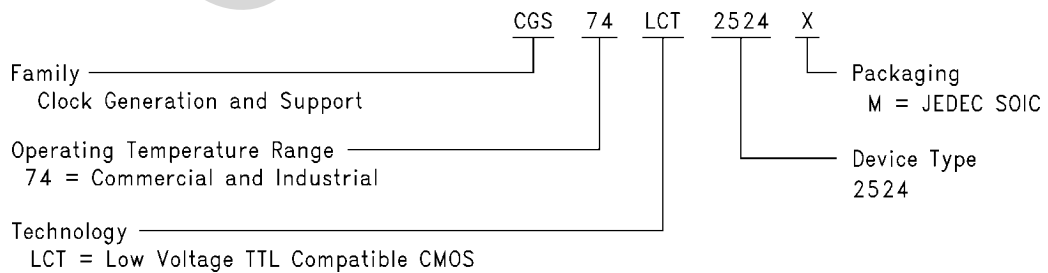 CGS 74 LCT 2524 X
Family
Clock Generation and Support
Operating Temperature Range
74 = Commercial and Industrial
Technology
LCT = Low Voltage TTL Compatible CMOS
Packaging
M = JEDEC SOIC
Device Type
2524